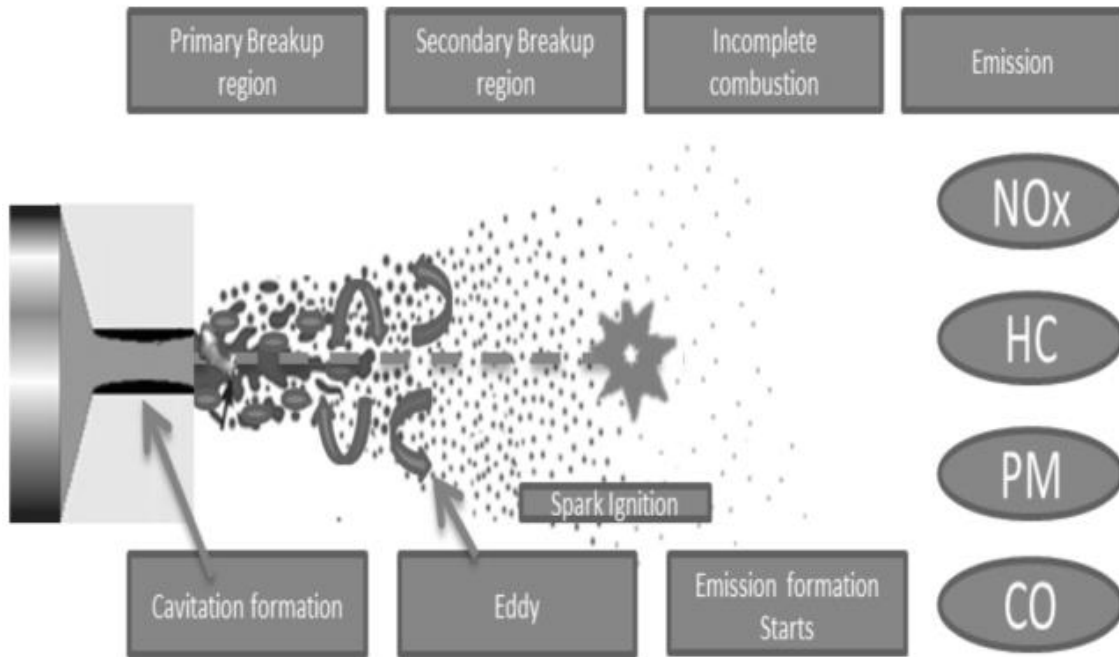 Primary Breakup
region
Secondary Breakup
region
Incomplete
combustion
Emission
NOx
HC
PM
Spark Ignition
Cavitation formation
Eddy
Emission formation
Starts
CO